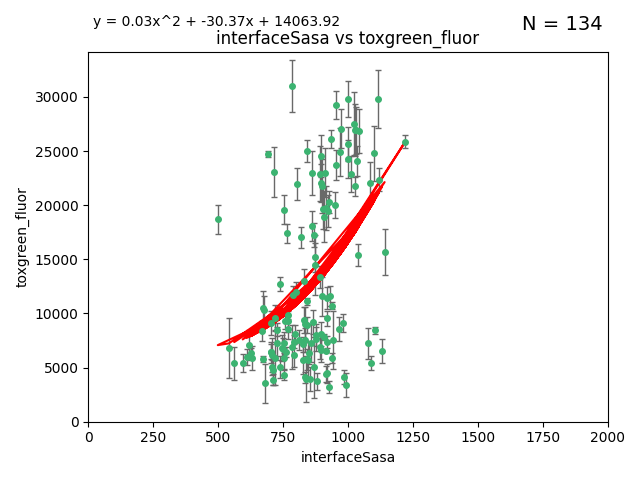 y = 0.03x^2 + -30.37x + 14063.92
N = 134
interfaceSasa vs toxgreen_fluor
toxgreen_fluor
30000
25000
20000
15000
10000
5000
0
0 250 500 750 1000 1250 1500 1750 2000
interfaceSasa